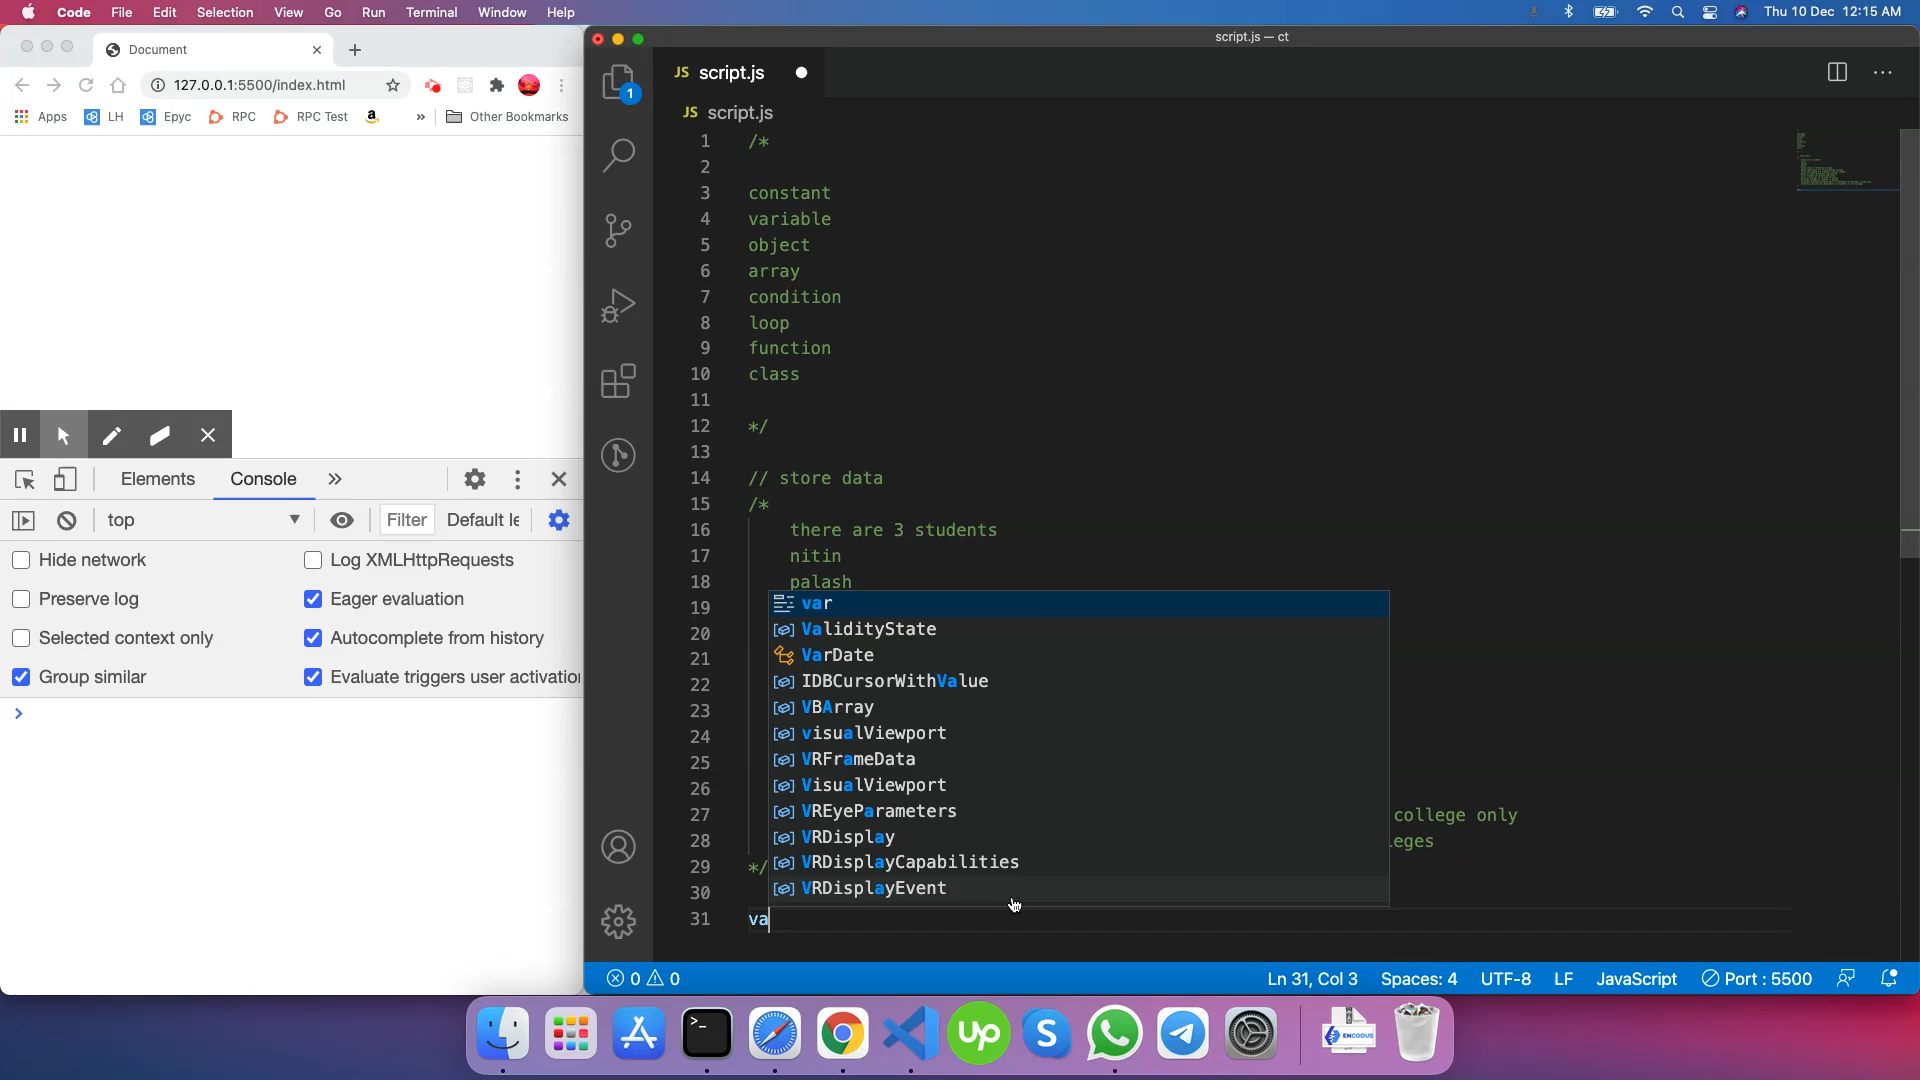 Code File Edit Selection View Go Run Terminal Window Help Thu 10 Dec 12:15 AM
Document
127.0.0.1:5500/index.html
Apps LH Epyc RPC RPC Test » Other Bookmarks
Elements Console »
top Filter Default le
Hide network Log XMLHttpRequests
Preserve log Eager evaluation
Selected context only Autocomplete from history
Group similar Evaluate triggers user activation
script.js — ct
1
JS script.js
JS script.js
1 /*
2
3 constant
4 variable
5 object
6 array
7 condition
8 loop
9 function
10 class
11
12 */
13
14 // store data
15 /*
16 there are 3 students
17 nitin
18 palash
19 var
20 ValidityState
21 VarDate
22 IDBCursorWithValue
23 VBArray
24 visualViewport
25 VRFrameData
26 VisualViewport
27 VREyeParameters college only
28 VRDisplay eges
29 */ VRDisplayCapabilities
30 VRDisplayEvent
31 va
0 0 Ln 31, Col 3 Spaces: 4 UTF-8 LF JavaScript Port : 5500
>_ Up S ENCODUS